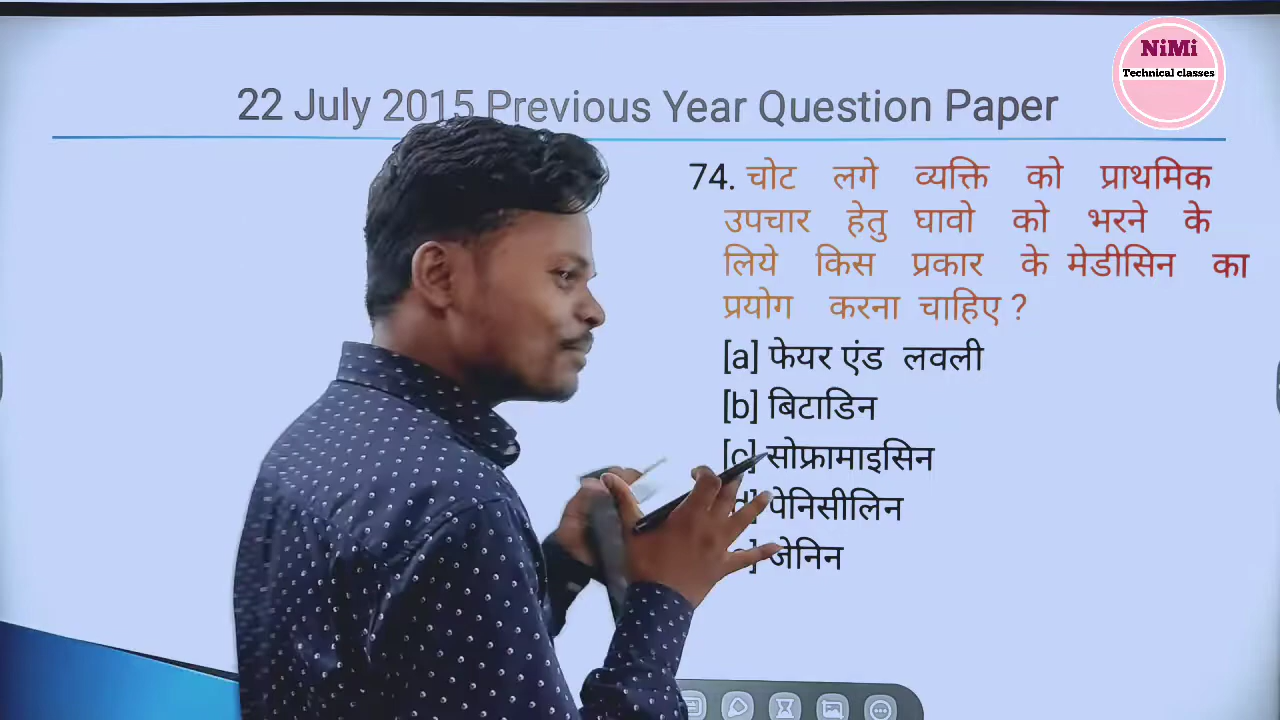 NiMi
Technical classes
22 July 2015 Previous Year Question Paper
74. चोट लगे व्यक्ति को प्राथमिक
उपचार हेतु घावो को भरने के
लिये किस प्रकार के मेडीसिन का
प्रयोग करना चाहिए ?
[a] फेयर एंड लवली
[b] बिटाडिन
[c] सोफ्रामाइसिन
[d] पेनिसीलिन
जेनिन